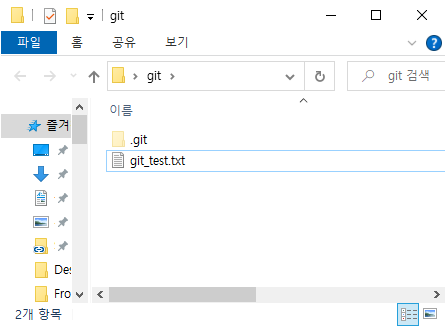 git
파일 홈 공유 보기
git
git 검색
이름
즐겨
.git
git_test.txt
Des
Fro
2개 항목